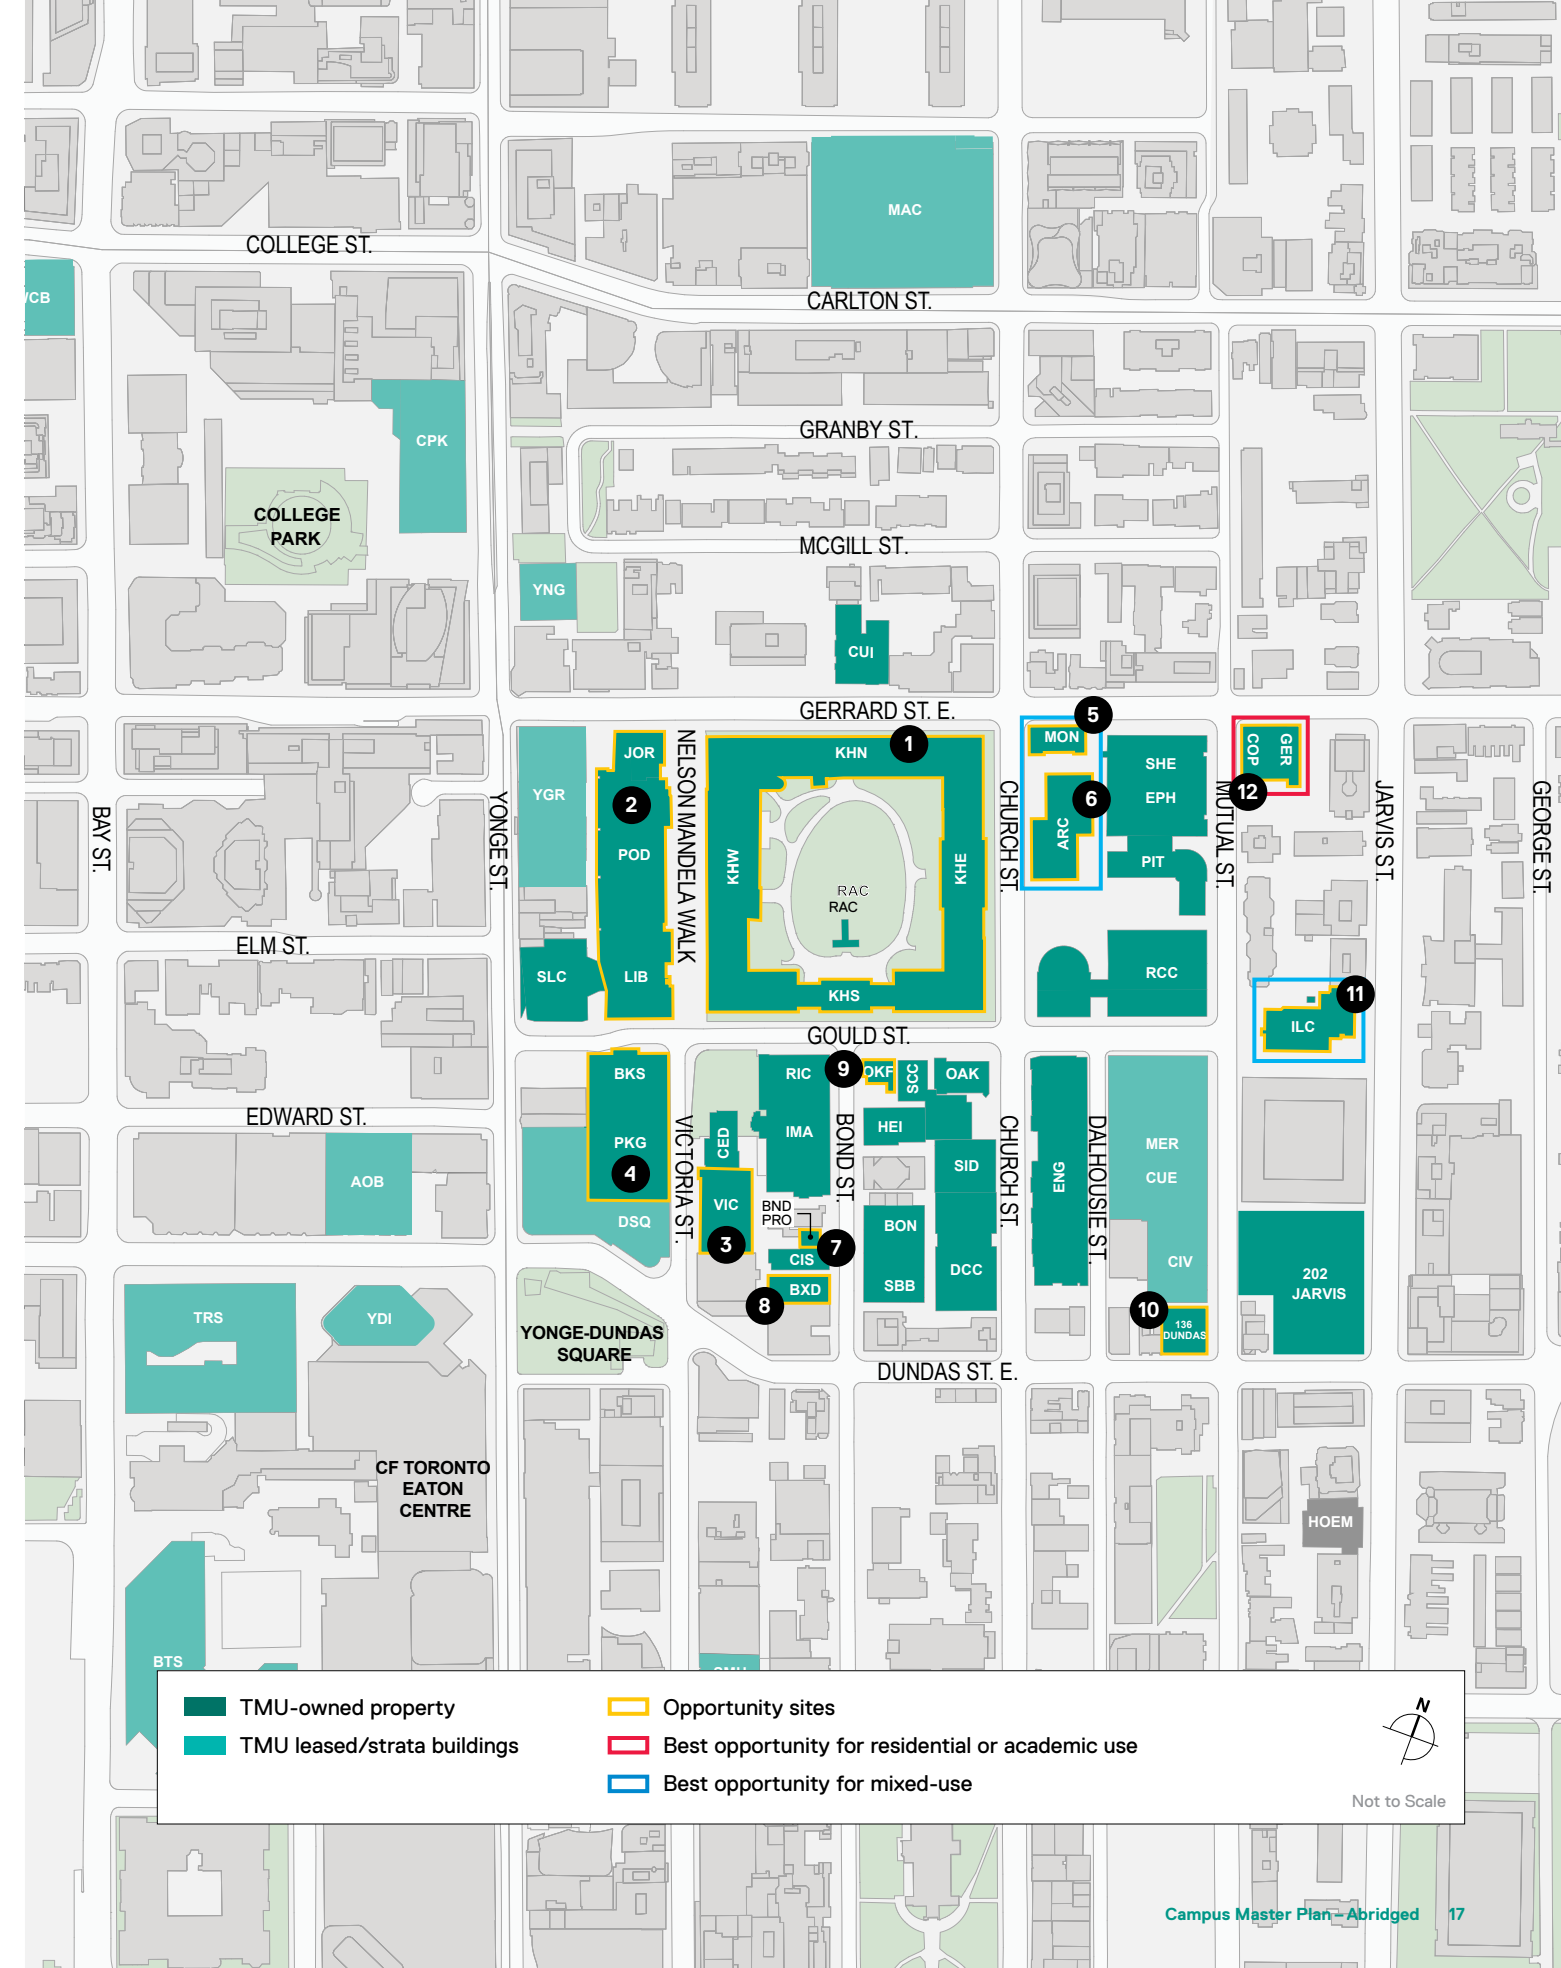 MAC
COLLEGE ST.
CARLTON ST.
CPK
GRANBY ST.
COLLEGE
PARK
MCGILL ST.
YNG
CUI
GERRARD ST. E.
5
MON
1
KHN
JOR
NELSON MANDELA WALK
SHE
EPH
COP
GER
12
6
ARC
2
YGR
POD
KHW
KHE
RAC
RAC
PIT
BAY ST.
YONGE ST.
CHURCH ST.
MUTUAL ST.
JARVIS ST.
GEORGE ST.
ELM ST.
SLC
LIB
KHS
RCC
11
ILC
GOULD ST.
BKS
RIC
9
OKF
SCC
OAK
EDWARD ST.
PKG
4
VICTORIA ST.
CED
IMA
BOND ST.
HEI
SID
CHURCH ST.
ENG
DALHOUSIE ST.
MER
CUE
AOB
DSQ
VIC
3
BND
PRO
7
CIS
BON
SBB
DCC
CIV
8
BXD
10
136
DUNDAS
202
JARVIS
TRS
YDI
YONGE-DUNDAS
SQUARE
DUNDAS ST. E.
CF TORONTO
EATON
CENTRE
HOEM
BTS
TMU-owned property
TMU leased/strata buildings
Opportunity sites
Best opportunity for residential or academic use
Best opportunity for mixed-use
N
Not to Scale
Campus Master Plan – Abridged 17